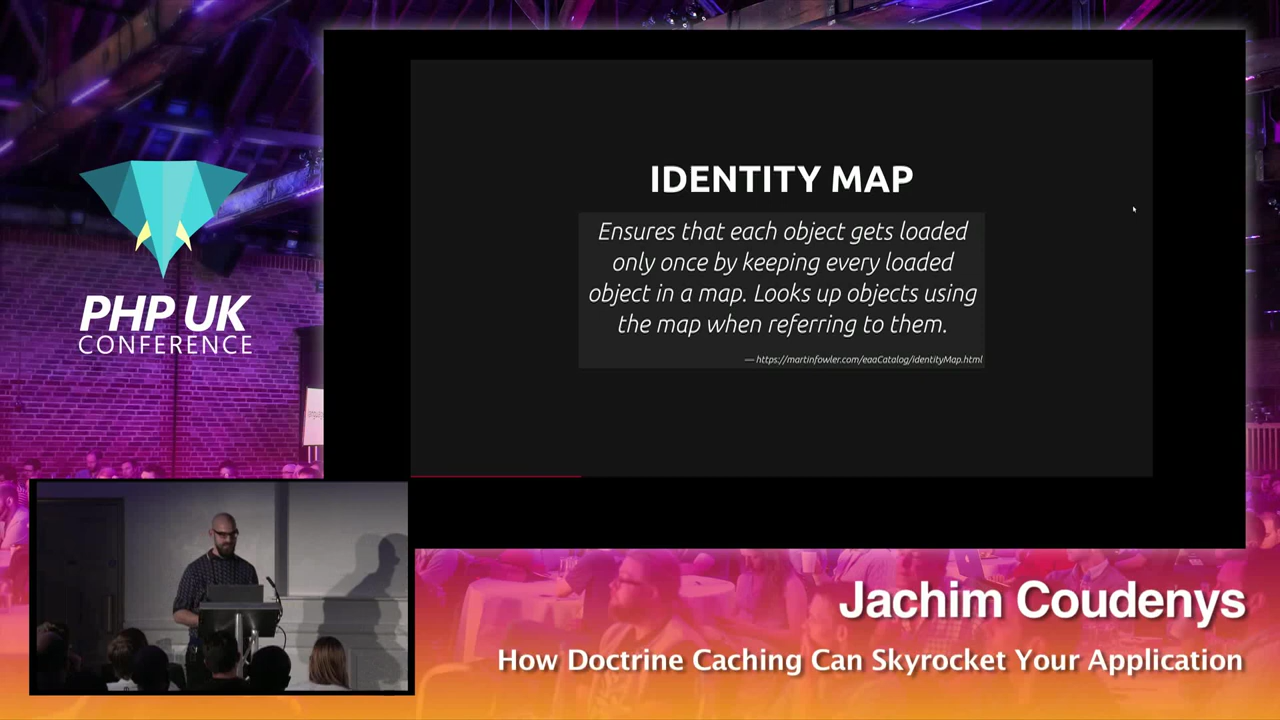 IDENTITY MAP
Ensures that each object gets loaded
only once by keeping every loaded
object in a map. Looks up objects using
the map when referring to them.
— https://martinfowler.com/eaaCatalog/identityMap.html
PHP UK
CONFERENCE
Jachim Coudenys
How Doctrine Caching Can Skyrocket Your Application